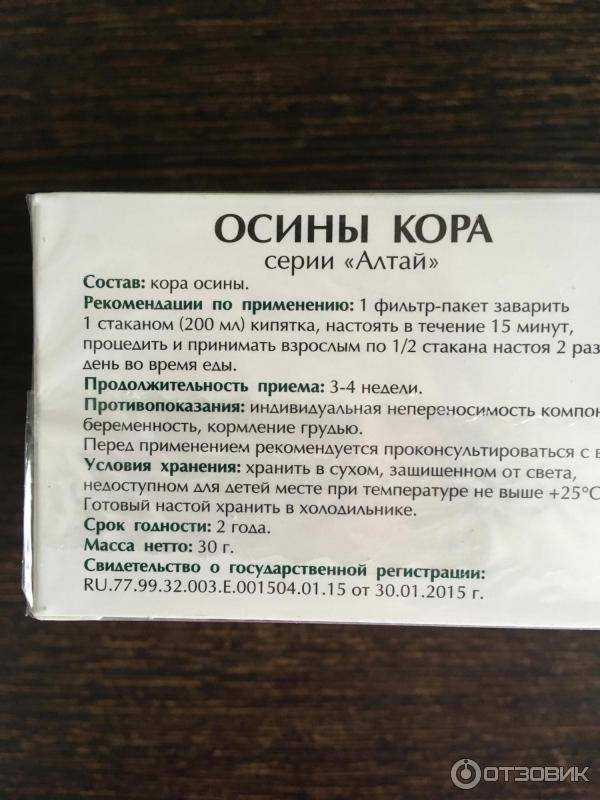 ОСИНЫ КОРА
серии «Алтай»
Состав: кора осины.
Рекомендации по применению: 1 фильтр-пакет заварить
1 стаканом (200 мл) кипятка, настоять в течение 15 минут,
процедить и принимать взрослым по 1/2 стакана настоя 2 раз
день во время еды.
Продолжительность приема: 3-4 недели.
Противопоказания: индивидуальная непереносимость компон
беременность, кормление грудью.
Перед применением рекомендуется проконсультироваться с в
Условия хранения: хранить в сухом, защищенном от света,
недоступном для детей месте при температуре не выше +25°C
Готовый настой хранить в холодильнике.
Срок годности: 2 года.
Масса нетто: 30 г.
Свидетельство о государственной регистрации:
RU.77.99.32.003.E.001504.01.15 от 30.01.2015 г.
ОТЗОВИК